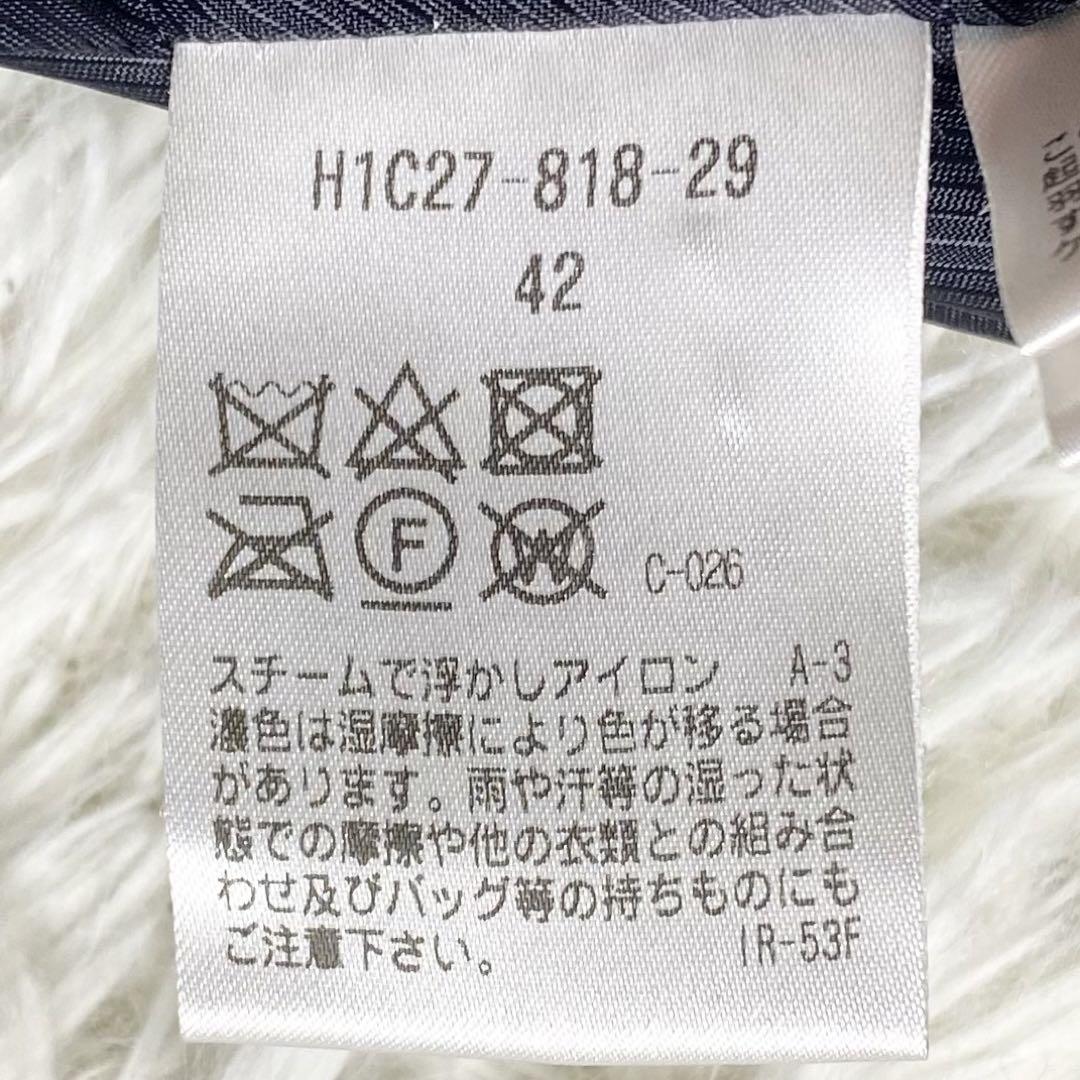 H1C27-818-29
42
F
W
C-026
スチームで浮かしアイロン A-3
濃色は湿摩擦により色が移る場合
があります。雨や汗等の湿った状
態での摩擦や他の衣類との組み合
わせ及びバッグ等の持ちものにも
ご注意下さい。 IR-53F